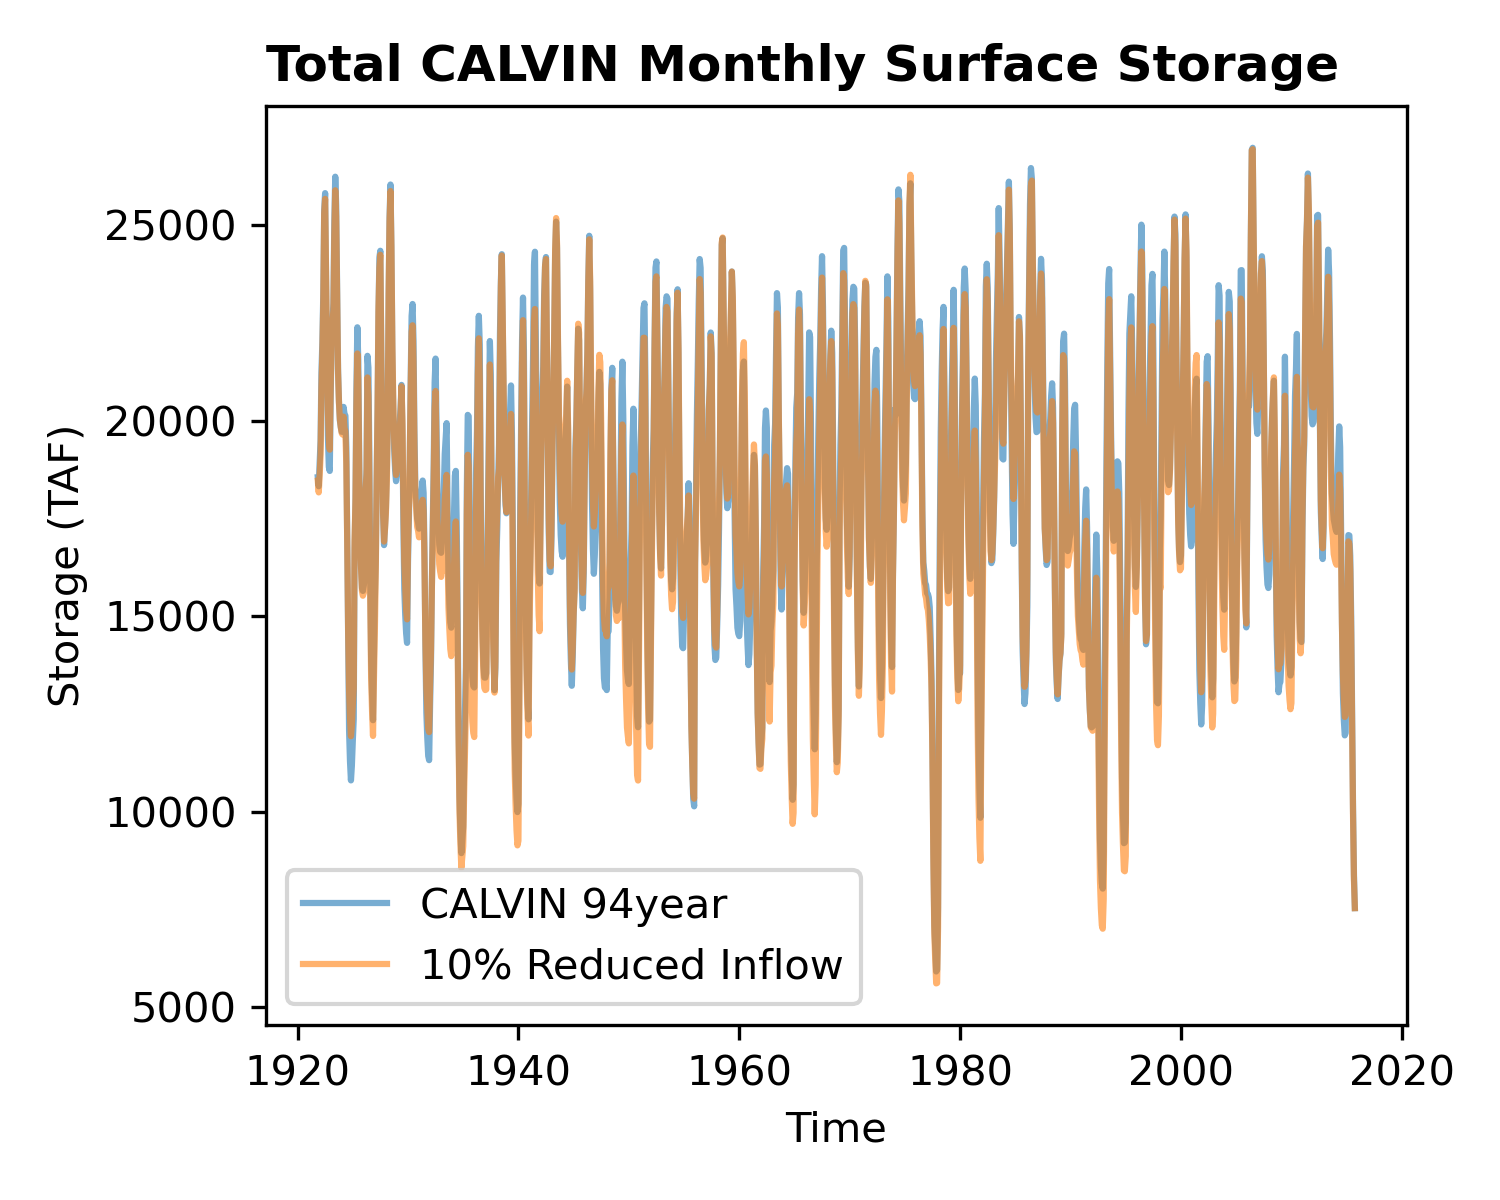 Total CALVIN Monthly Surface Storage
Storage (TAF)
25000
20000
15000
10000
5000
CALVIN 94year
10% Reduced Inflow
1920 1940 1960 1980 2000 2020
Time